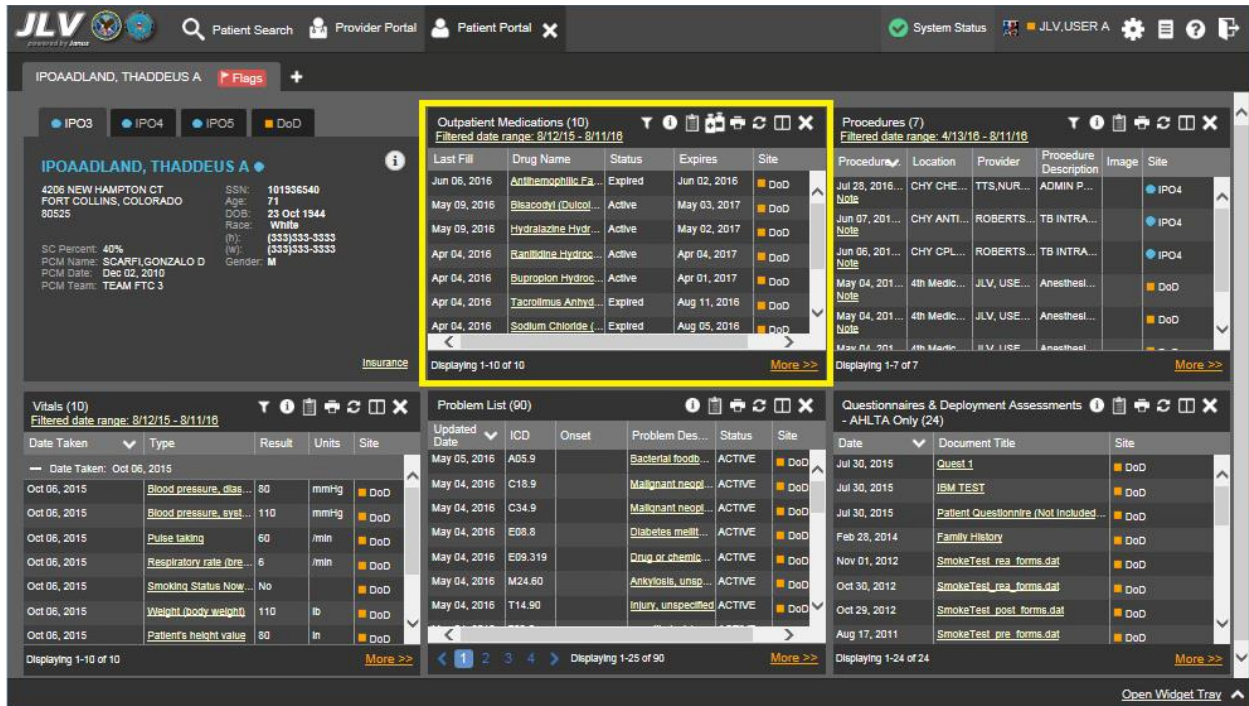 JLV
powered by Janus
Patient Search
Provider Portal
Patient Portal
System Status
JLV,USER A
IPOAADLAND, THADDEUS A
Flags
IPO3
IPO4
IPO5
DoD
IPOAADLAND, THADDEUS A
4206 NEW HAMPTON CT
FORT COLLINS, COLORADO
80525
SSN: 101936540
Age: 71
DOB: 23 Oct 1944
Race: White
(h): (333)333-3333
(w): (333)333-3333
Gender: M
SC Percent: 40%
PCM Name: SCARFI,GONZALO D
PCM Date: Dec 02, 2010
PCM Team: TEAM FTC 3
Insurance
Outpatient Medications (10)
Filtered date range: 8/12/15 - 8/11/16
Last Fill Drug Name Status Expires Site
Jun 06, 2016 Antihemophilic Fa... Expired Jun 02, 2016 DoD
May 09, 2016 Bisacodyl (Dulcol... Active May 03, 2017 DoD
May 09, 2016 Hydralazine Hydr... Active May 02, 2017 DoD
Apr 04, 2016 Ranitidine Hydroc... Active Apr 04, 2017 DoD
Apr 04, 2016 Bupropion Hydroc... Active Apr 01, 2017 DoD
Apr 04, 2016 Tacrolimus Anhyd... Expired Aug 11, 2016 DoD
Apr 04, 2016 Sodium Chloride (... Expired Aug 05, 2016 DoD
Displaying 1-10 of 10
More >>
Procedures (7)
Filtered date range: 4/13/16 - 8/11/16
Procedur... Location Provider Procedure Description Image Site
Jul 28, 2016... CHY CHE... TTS,NUR... ADMIN P... IPO4
Note
Jun 07, 201... CHY ANTI... ROBERTS... TB INTRA... IPO4
Note
Jun 06, 201... CHY CPL... ROBERTS... TB INTRA... IPO4
Note
May 04, 201... 4th Medic... JLV, USE... Anesthesi... DoD
Note
May 04, 201... 4th Medic... JLV, USE... Anesthesi... DoD
Note
May 04, 201... 4th Medic... JLV, USE... Anesthesi...
Displaying 1-7 of 7
More >>
Vitals (10)
Filtered date range: 8/12/15 - 8/11/16
Date Taken Type Result Units Site
Date Taken: Oct 06, 2015
Oct 06, 2015 Blood pressure, dias... 80 mmHg DoD
Oct 06, 2015 Blood pressure, syst... 110 mmHg DoD
Oct 06, 2015 Pulse taking 60 /min DoD
Oct 06, 2015 Respiratory rate (bre... 6 /min DoD
Oct 06, 2015 Smoking Status Now... No DoD
Oct 06, 2015 Weight (body weight) 110 lb DoD
Oct 06, 2015 Patient's height value 80 in DoD
Displaying 1-10 of 10
More >>
Problem List (90)
Updated Date ICD Onset Problem Des... Status Site
May 05, 2016 A05.9 Bacterial foodb... ACTIVE DoD
May 04, 2016 C18.9 Malignant neopl... ACTIVE DoD
May 04, 2016 C34.9 Malignant neopl... ACTIVE DoD
May 04, 2016 E08.8 Diabetes mellit... ACTIVE DoD
May 04, 2016 E09.319 Drug or chemic... ACTIVE DoD
May 04, 2016 M24.60 Ankylosis, unsp... ACTIVE DoD
May 04, 2016 T14.90 Injury, unspecified ACTIVE DoD
1 2 3 4
Displaying 1-25 of 90
More >>
Questionnaires & Deployment Assessments
- AHLTA Only (24)
Date Document Title Site
Jul 30, 2015 Quest 1 DoD
Jul 30, 2015 IBM TEST DoD
Jul 30, 2015 Patient Questionnire (Not Included... DoD
Feb 28, 2014 Family History DoD
Nov 01, 2012 SmokeTest_rea_forms.dat DoD
Oct 30, 2012 SmokeTest_rea_forms.dat DoD
Oct 29, 2012 SmokeTest_post_forms.dat DoD
Aug 17, 2011 SmokeTest_pre_forms.dat DoD
Displaying 1-24 of 24
More >>
Open Widget Tray